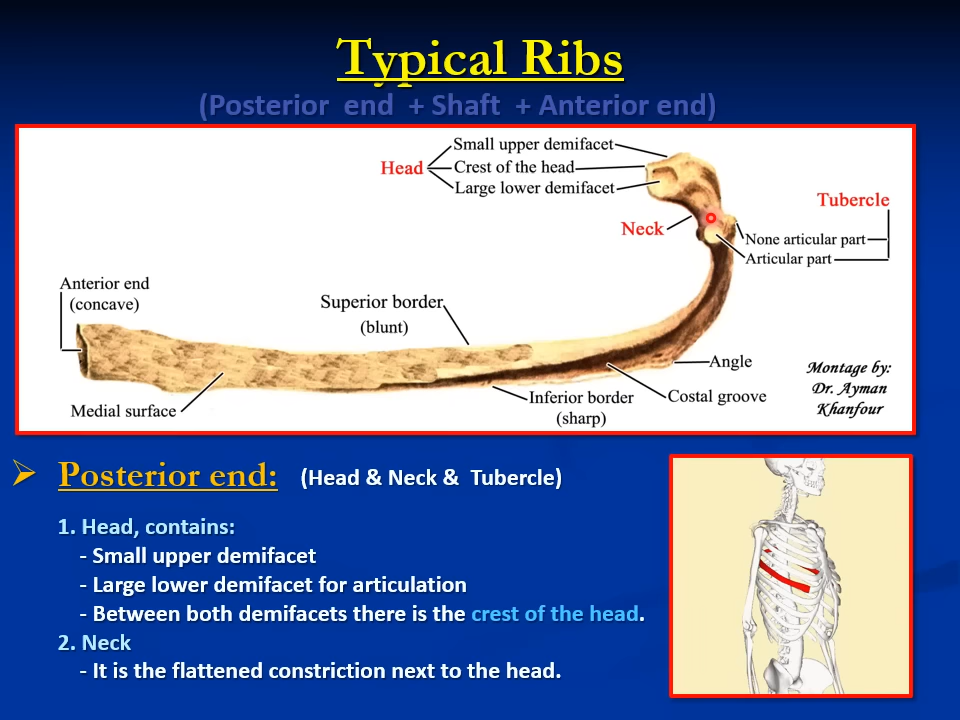 Typical Ribs
(Posterior end + Shaft + Anterior end)
Small upper demifacet
Head
Crest of the head
Large lower demifacet
Tubercle
Neck
None articular part
Articular part
Anterior end
(concave)
Superior border
(blunt)
Angle
Montage by:
Dr. Ayman
Khanfour
Medial surface
Inferior border
(sharp)
Costal groove
➢ Posterior end: (Head & Neck & Tubercle)
1. Head, contains:
- Small upper demifacet
- Large lower demifacet for articulation
- Between both demifacets there is the crest of the head.
2. Neck
- It is the flattened constriction next to the head.